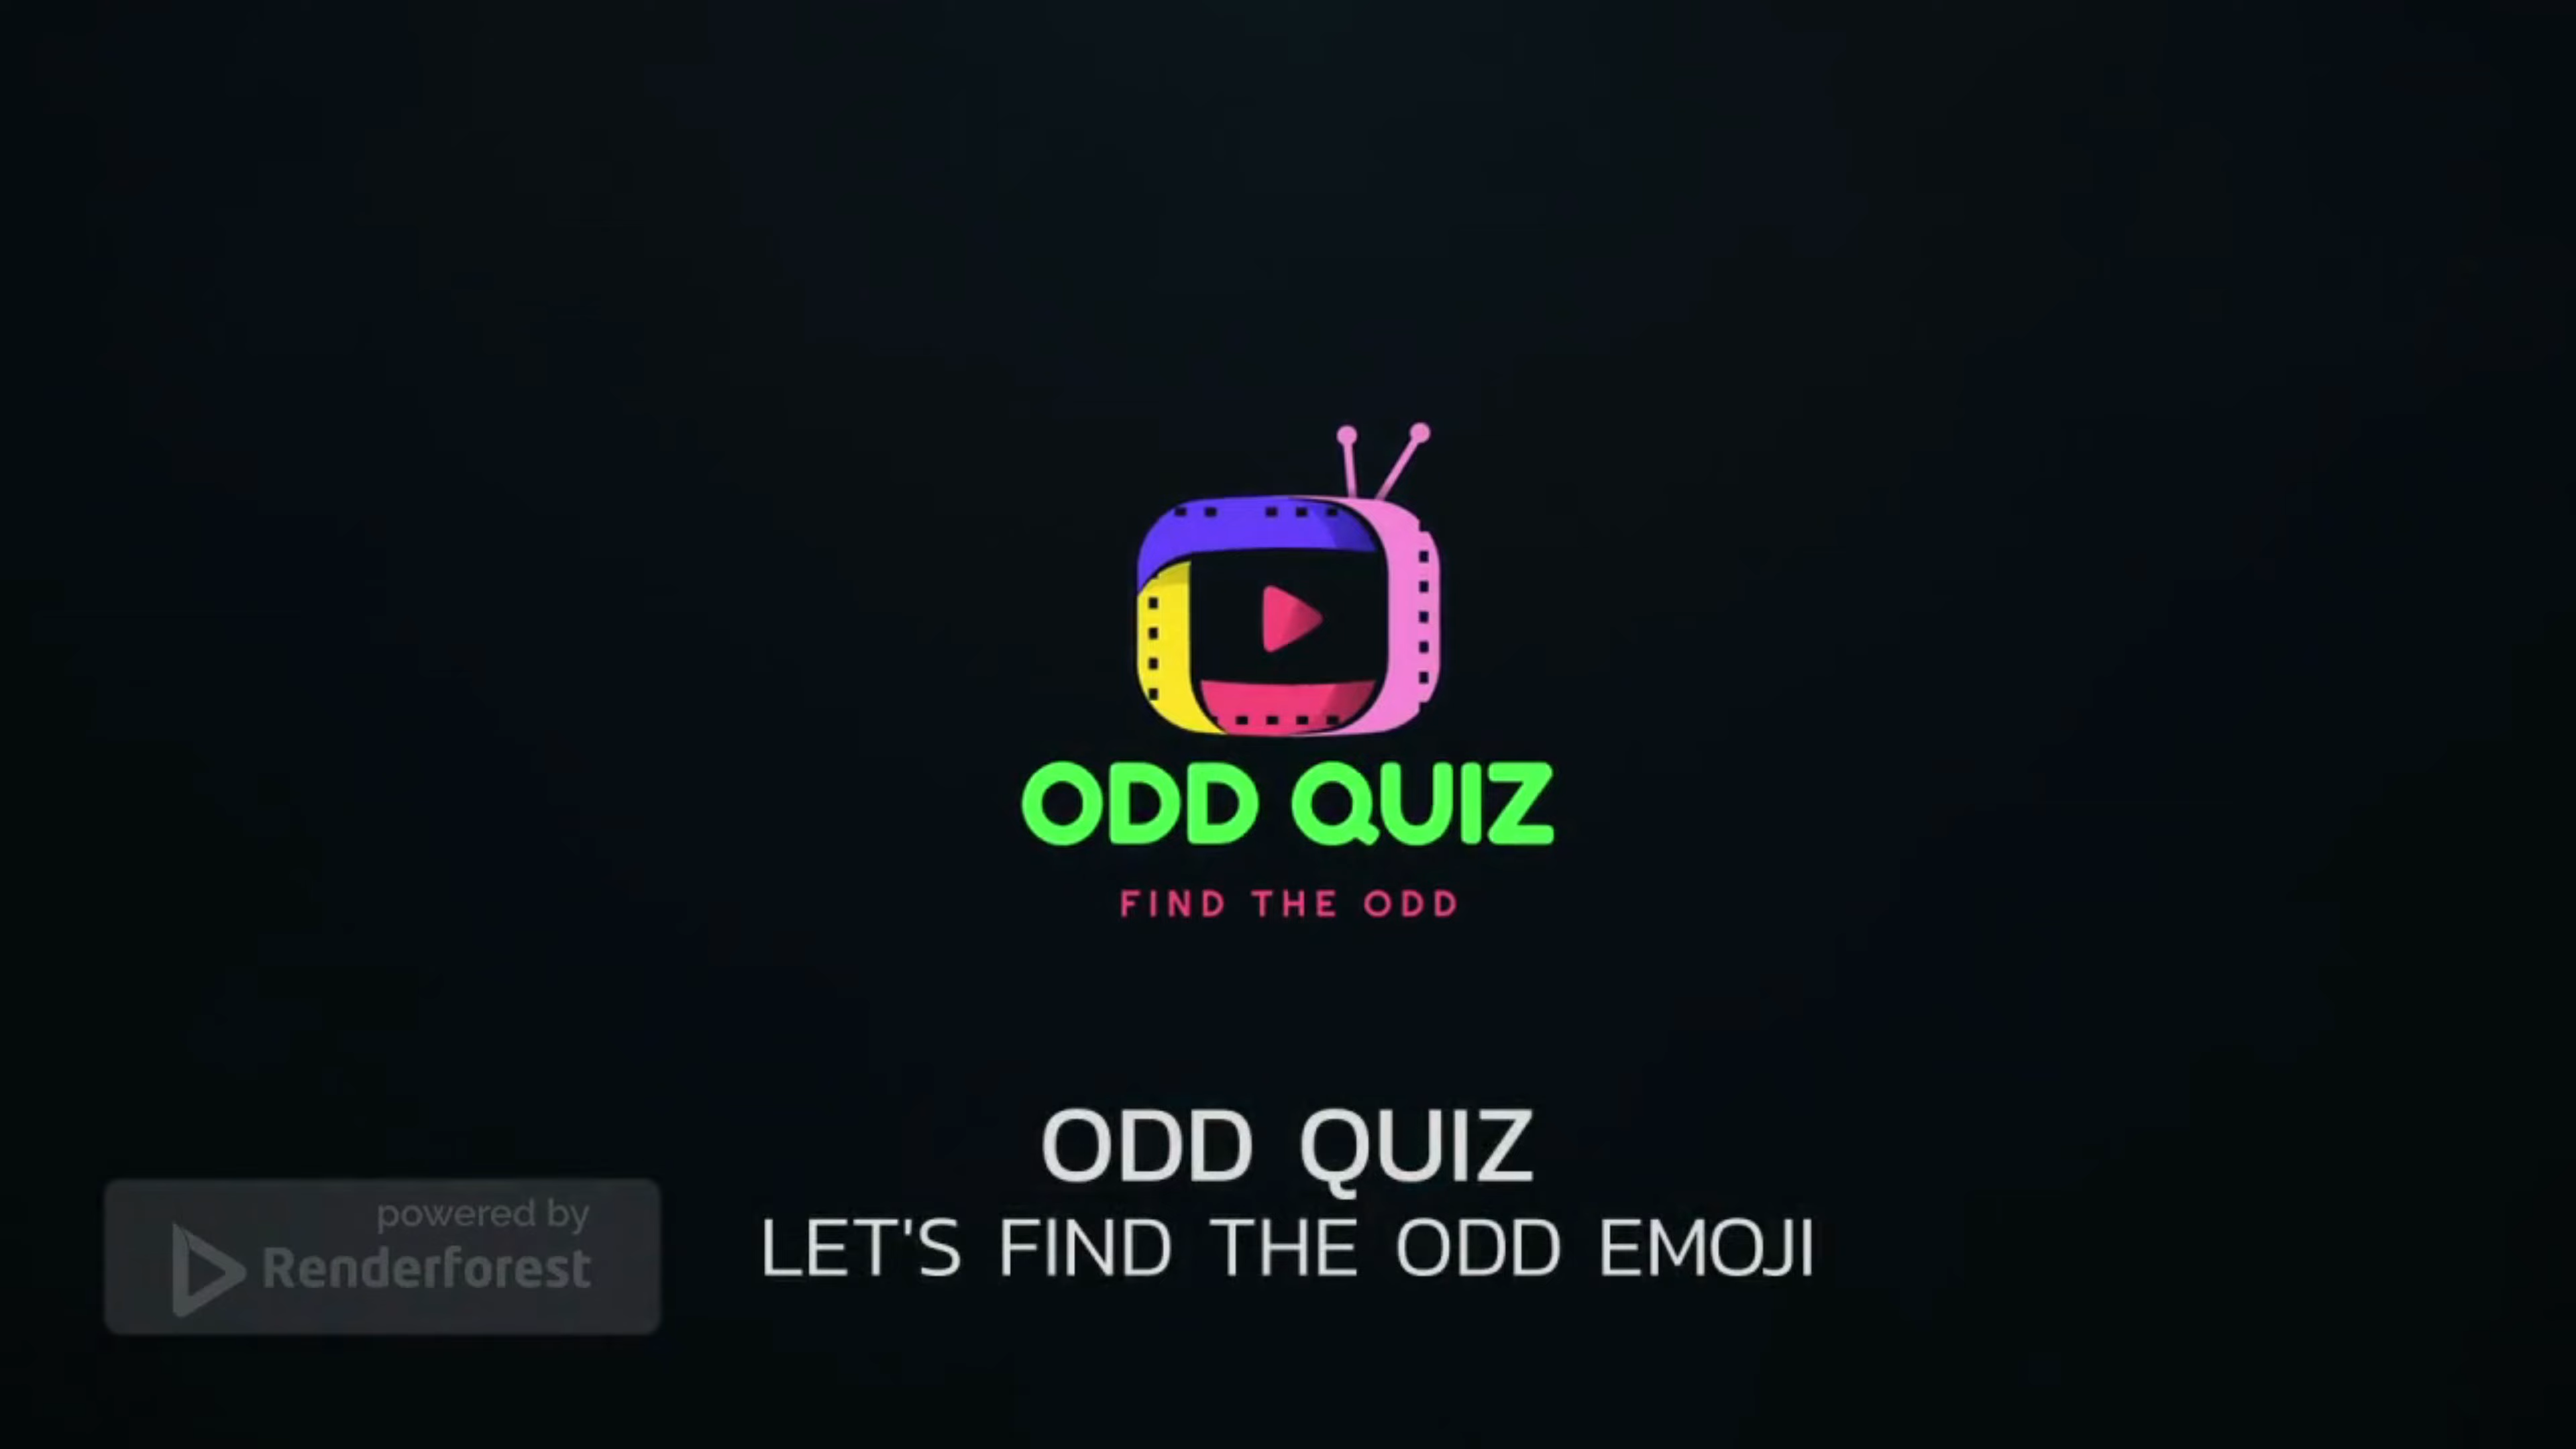 ODD QUIZ
FIND THE ODD
ODD QUIZ
LET'S FIND THE ODD EMOJI
powered by
Renderforest